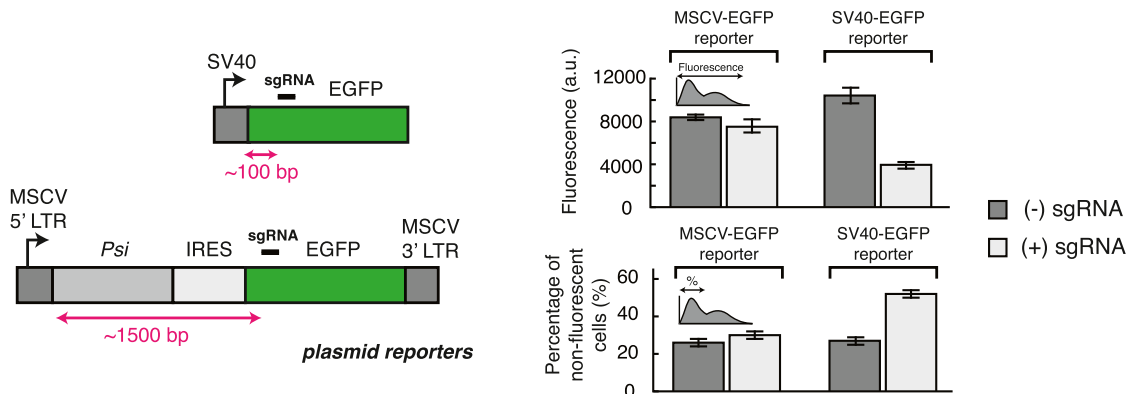 SV40
sgRNA
EGFP
~100 bp
MSCV
5’ LTR
Psi
IRES
sgRNA
EGFP
MSCV
3’ LTR
~1500 bp
plasmid reporters
MSCV-EGFP
reporter
SV40-EGFP
reporter
Fluorescence (a.u.)
12000
8000
4000
0
Fluorescence
MSCV-EGFP
reporter
SV40-EGFP
reporter
Percentage of
non-fluorescent
cells (%)
60
40
20
0
%
(-) sgRNA
(+) sgRNA